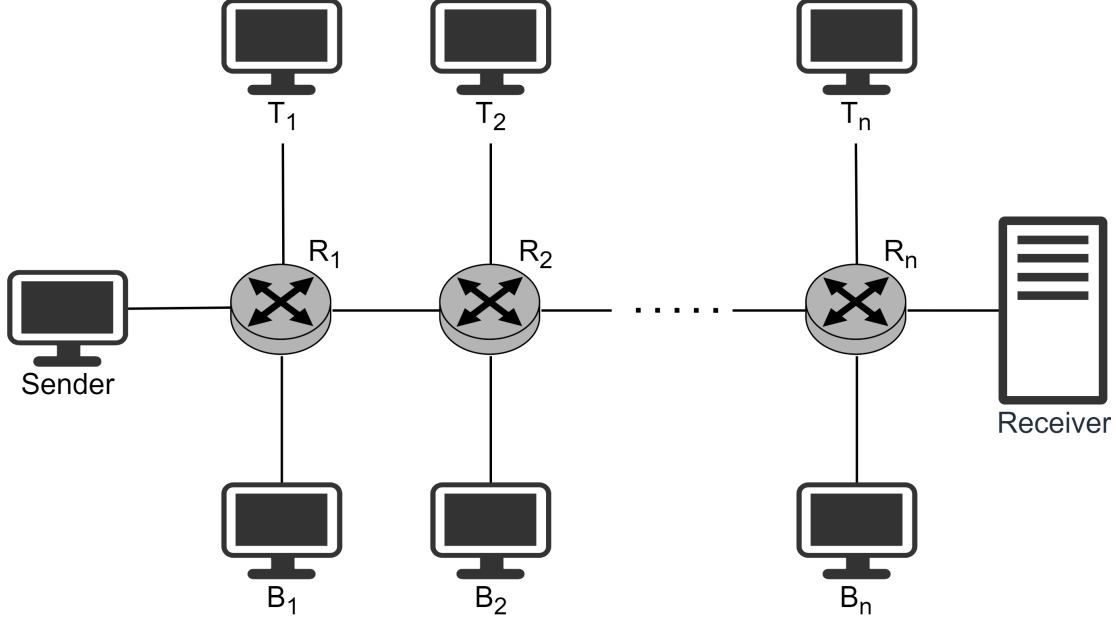 T₁ T₂ Tₙ
R₁ R₂ Rₙ
Sender
Receiver
B₁ B₂ Bₙ